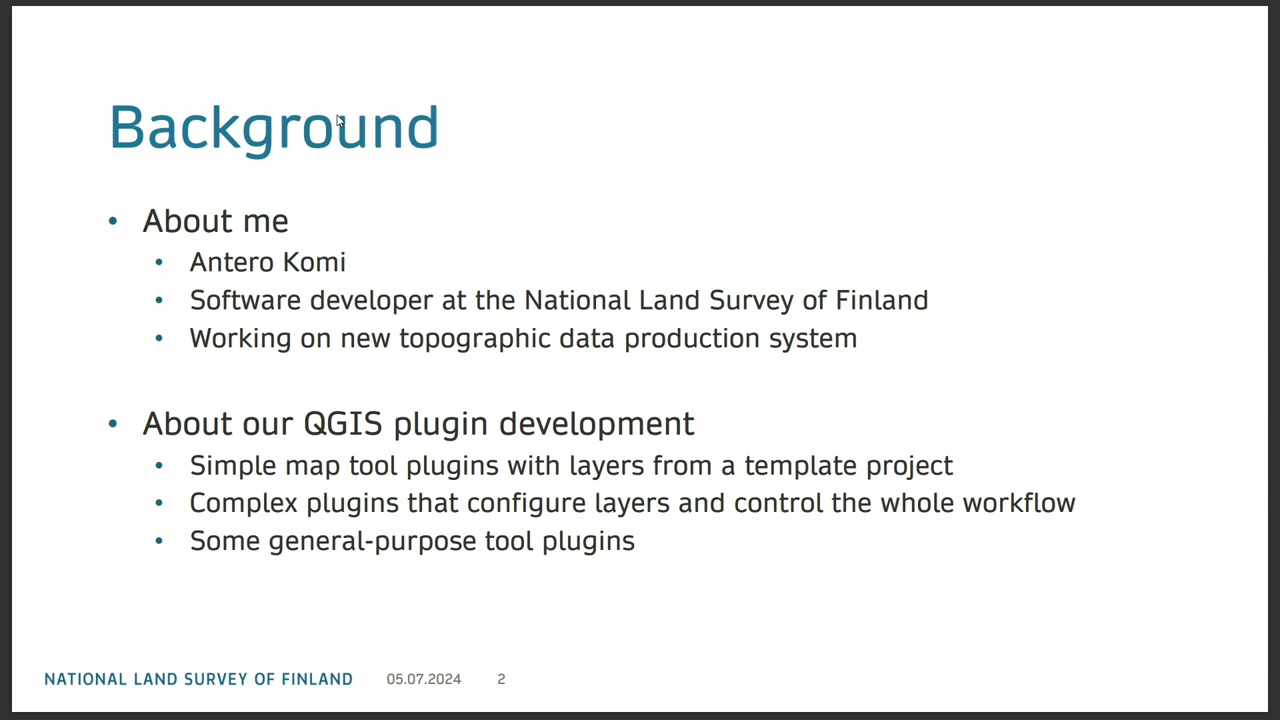 Background
• About me
• Antero Komi
• Software developer at the National Land Survey of Finland
• Working on new topographic data production system
• About our QGIS plugin development
• Simple map tool plugins with layers from a template project
• Complex plugins that configure layers and control the whole workflow
• Some general-purpose tool plugins
NATIONAL LAND SURVEY OF FINLAND 05.07.2024 2